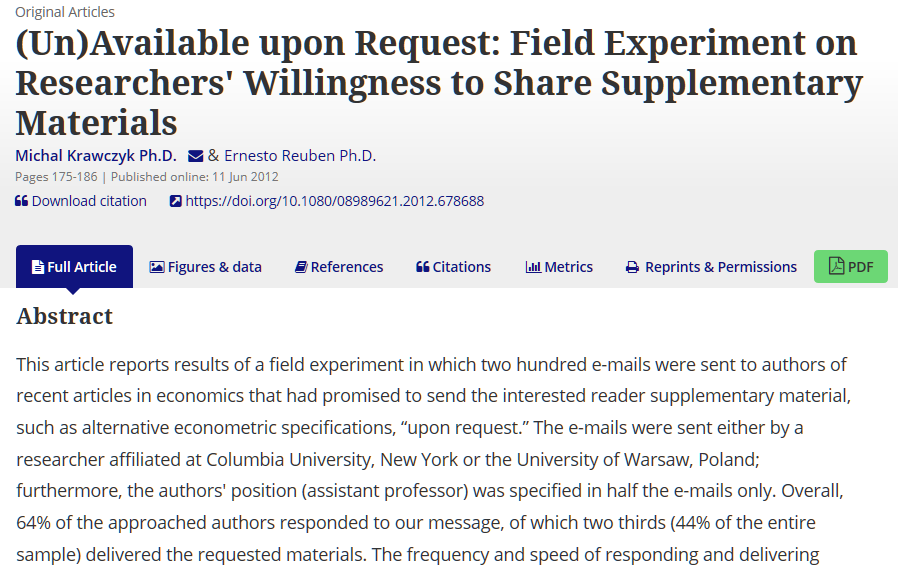 Original Articles
(Un)Available upon Request: Field Experiment on
Researchers' Willingness to Share Supplementary
Materials
Michal Krawczyk Ph.D. & Ernesto Reuben Ph.D.
Pages 175-186 | Published online: 11 Jun 2012
Download citation https://doi.org/10.1080/08989621.2012.678688
Full Article Figures & data References Citations Metrics Reprints & Permissions PDF
Abstract
This article reports results of a field experiment in which two hundred e-mails were sent to authors of
recent articles in economics that had promised to send the interested reader supplementary material,
such as alternative econometric specifications, “upon request.” The e-mails were sent either by a
researcher affiliated at Columbia University, New York or the University of Warsaw, Poland;
furthermore, the authors' position (assistant professor) was specified in half the e-mails only. Overall,
64% of the approached authors responded to our message, of which two thirds (44% of the entire
sample) delivered the requested materials. The frequency and speed of responding and delivering